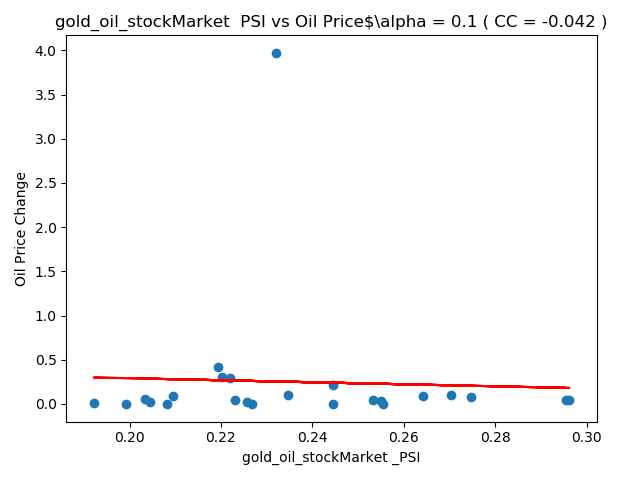 gold_oil_stockMarket  PSI vs Oil Price$\alpha = 0.1 ( CC = -0.042 )
4.0
3.5
3.0
2.5
2.0
1.5
1.0
0.5
0.0
Oil Price Change
0.20 0.22 0.24 0.26 0.28 0.30
gold_oil_stockMarket _PSI